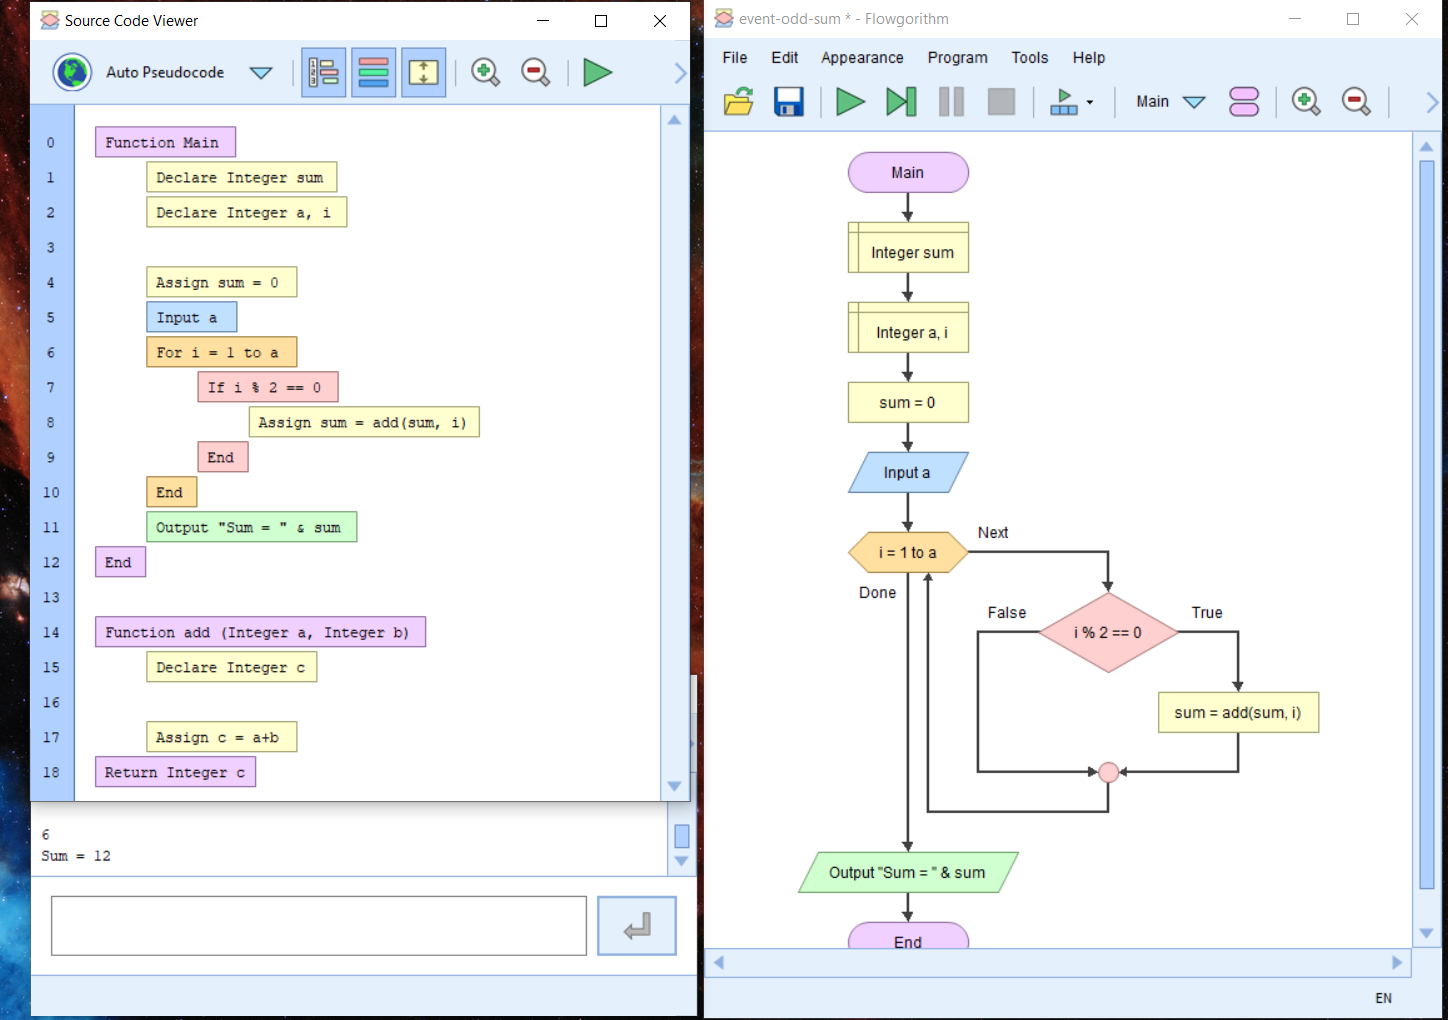 Source Code Viewer
Auto Pseudocode
0 Function Main
1 Declare Integer sum
2 Declare Integer a, i
3
4 Assign sum = 0
5 Input a
6 For i = 1 to a
7 If i % 2 == 0
8 Assign sum = add(sum, i)
9 End
10 End
11 Output "Sum = " & sum
12 End
13
14 Function add (Integer a, Integer b)
15 Declare Integer c
16
17 Assign c = a+b
18 Return Integer c
6
Sum = 12
event-odd-sum * - Flowgorithm
File Edit Appearance Program Tools Help
Main
Main
Integer sum
Integer a, i
sum = 0
Input a
i = 1 to a
Next
Done
False
True
i % 2 == 0
sum = add(sum, i)
Output "Sum = " & sum
End
EN